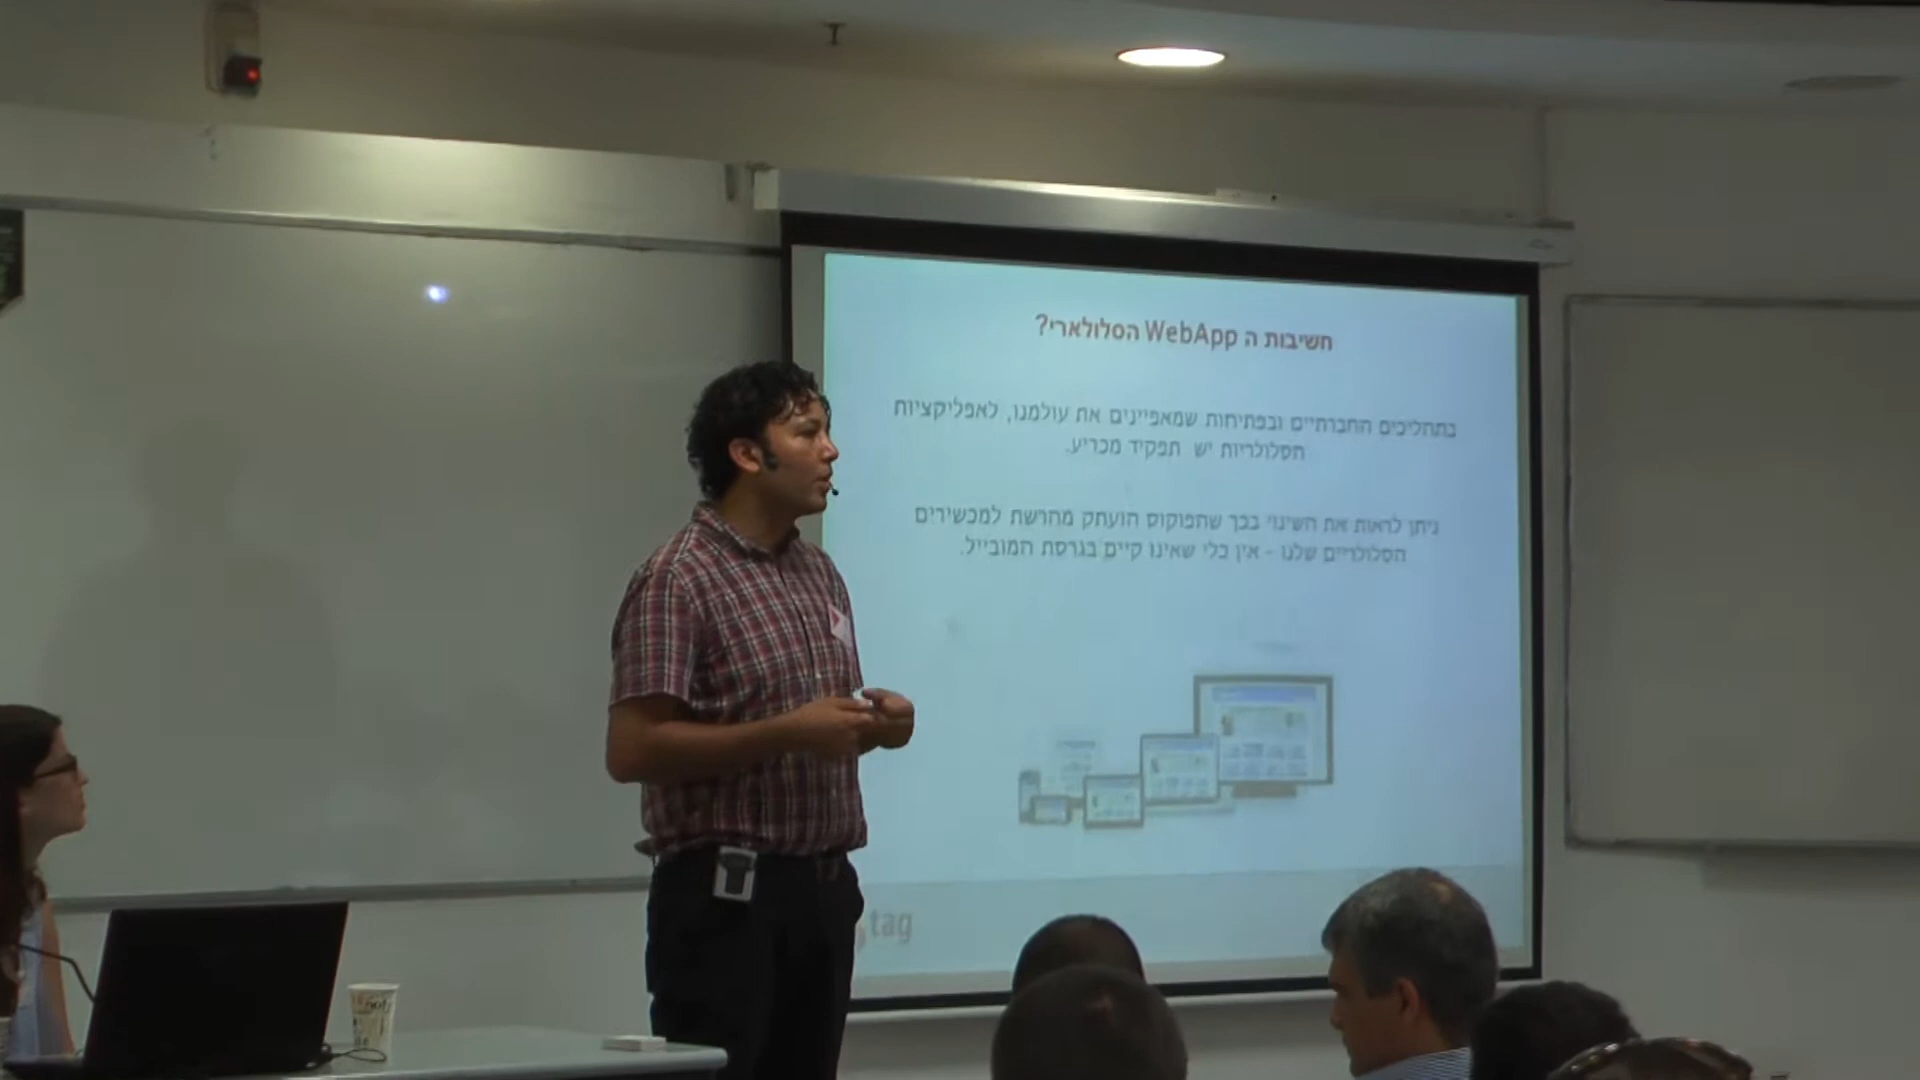 חשיבות ה WebApp הסלולארי?
בתהליכים החברתיים ובפתיחות שמאפיינים את עולמנו, לאפליקציות
הסלולריות יש תפקיד מכריע.
ניתן לראות את השינוי בכך שהפוקוס הועתק מהרשת למכשירים
הסלולריים שלנו - אין כלי שאינו קיים בגרסת המובייל.
tag